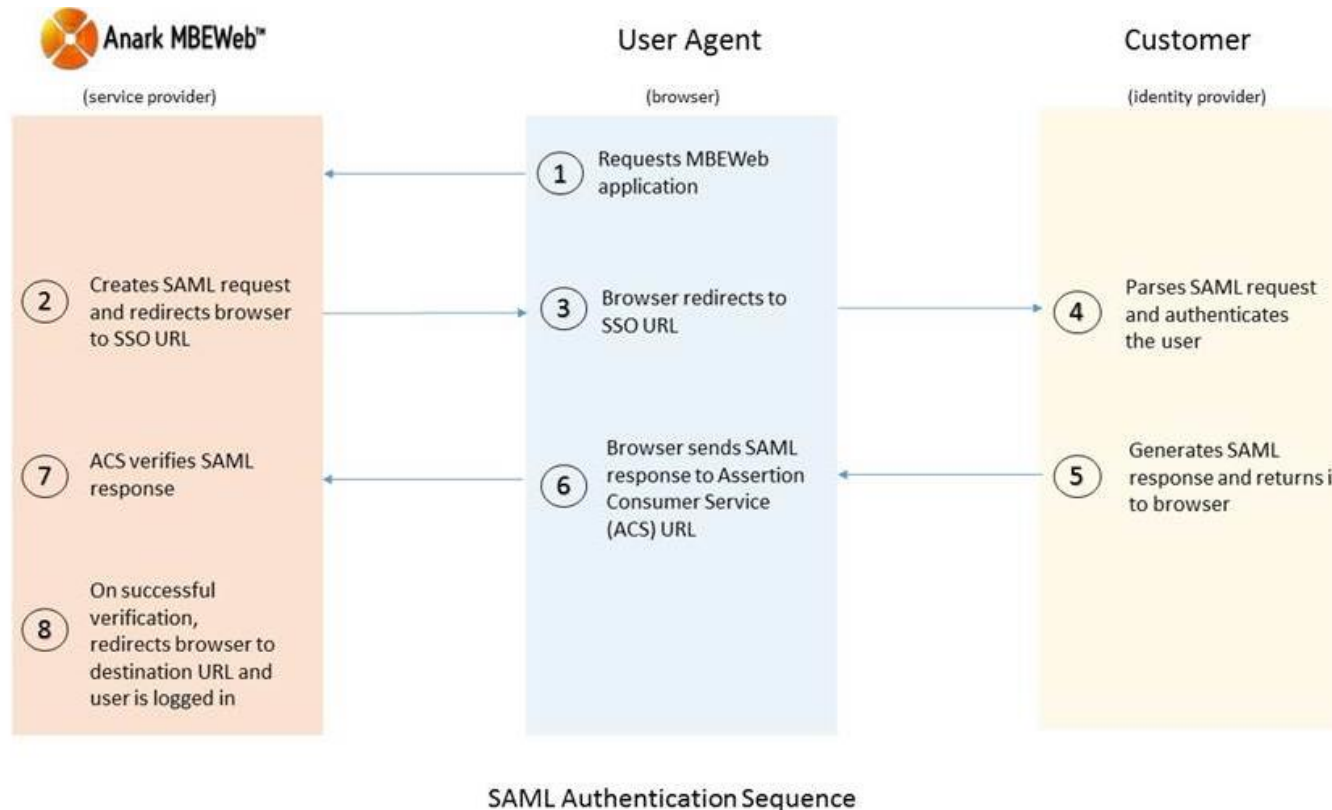 Anark MBEWeb™
User Agent
Customer
(service provider)
(browser)
(identity provider)
1
Requests MBEWeb
application
2
Creates SAML request
and redirects browser
to SSO URL
3
Browser redirects to
SSO URL
4
Parses SAML request
and authenticates
the user
5
Generates SAML
response and returns i
to browser
6
Browser sends SAML
response to Assertion
Consumer Service
(ACS) URL
7
ACS verifies SAML
response
8
On successful
verification,
redirects browser to
destination URL and
user is logged in
SAML Authentication Sequence